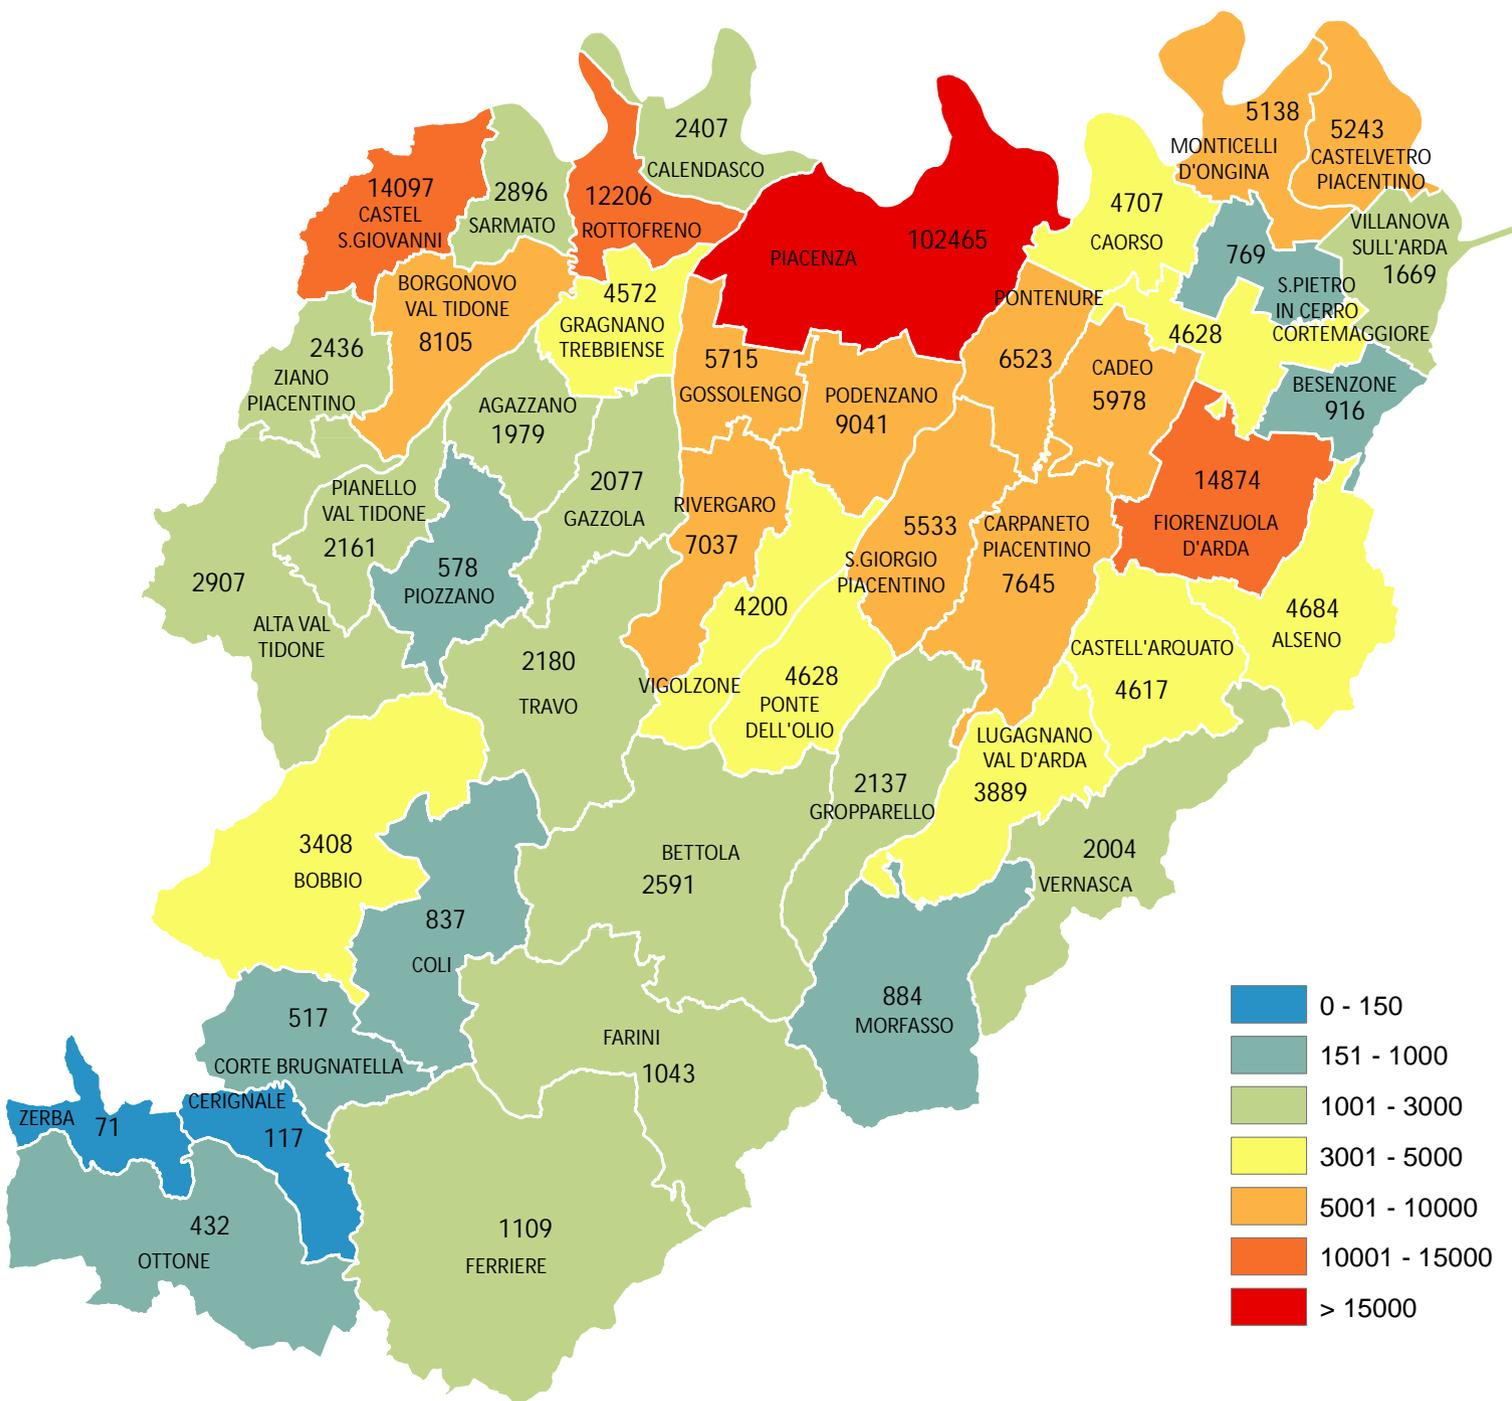 5138
MONTICELLI
D'ONGINA
5243
CASTELVETRO
PIACENTINO
2407
CALENDASCO
14097
CASTEL
S.GIOVANNI
2896
SARMATO
12206
ROTTOFRENO
PIACENZA 102465
4707
CAORSO
VILLANOVA
SULL'ARDA
1669
769
S.PIETRO
IN CERRO
BORGONOVO
VAL TIDONE
8105
4572
GRAGNANO
TREBBIENSE
PONTENURE
6523
4628
CORTEMAGGIORE
2436
ZIANO
PIACENTINO
5715
GOSSOLENGO
PODENZANO
9041
CADEO
5978
BESENZONE
916
AGAZZANO
1979
PIANELLO
VAL TIDONE
2161
2077
GAZZOLA
RIVERGARO
7037
5533
S.GIORGIO
PIACENTINO
CARPANETO
PIACENTINO
7645
14874
FIORENZUOLA
D'ARDA
2907
ALTA VAL
TIDONE
578
PIOZZANO
4200
VIGOLZONE
4684
ALSENO
2180
TRAVO
4628
PONTE
DELL'OLIO
CASTELL'ARQUATO
4617
LUGAGNANO
VAL D'ARDA
3889
2137
GROPPARELLO
3408
BOBBIO
BETTOLA
2591
2004
VERNASCA
837
COLI
884
MORFASSO
517
CORTE BRUGNATELLA
FARINI
1043
ZERBA 71
CERIGNALE
117
432
OTTONE
1109
FERRIERE
0 - 150
151 - 1000
1001 - 3000
3001 - 5000
5001 - 10000
10001 - 15000
> 15000